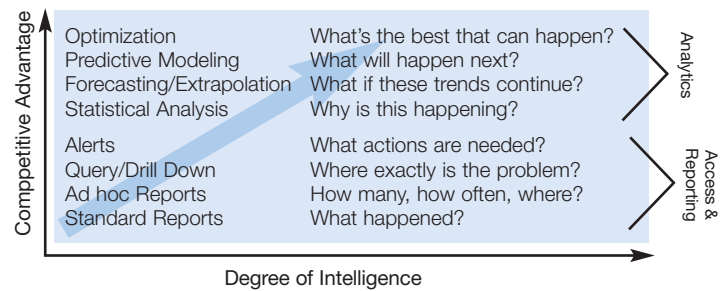 Comppetitive Advantage
Optimization What's the best that can happen?
Predictive Modeling What will happen next?
Forecasting/Extrapolation What if these trends continue?
Statistical Analysis Why is this happening?
Analytics
Alerts What actions are needed?
Query/Drill Down Where exactly is the problem?
Ad hoc Reports How many, how often, where?
Standard Reports What happened?
Access &
Reporting
Degree of Intelligence